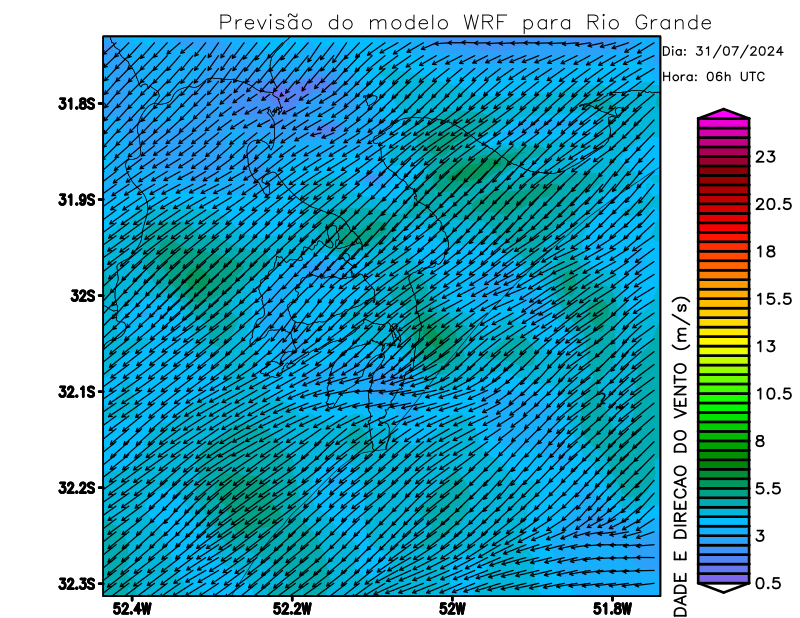 Previsão do modelo WRF para Rio Grande
Dia: 31/07/2024
Hora: 06h UTC
31.8S
31.9S
32S
32.1S
32.2S
32.3S
52.4W
52.2W
52W
51.8W
23
20.5
18
15.5
13
10.5
8
5.5
3
0.5
DADE E DIRECAO DO VENTO (m/s)